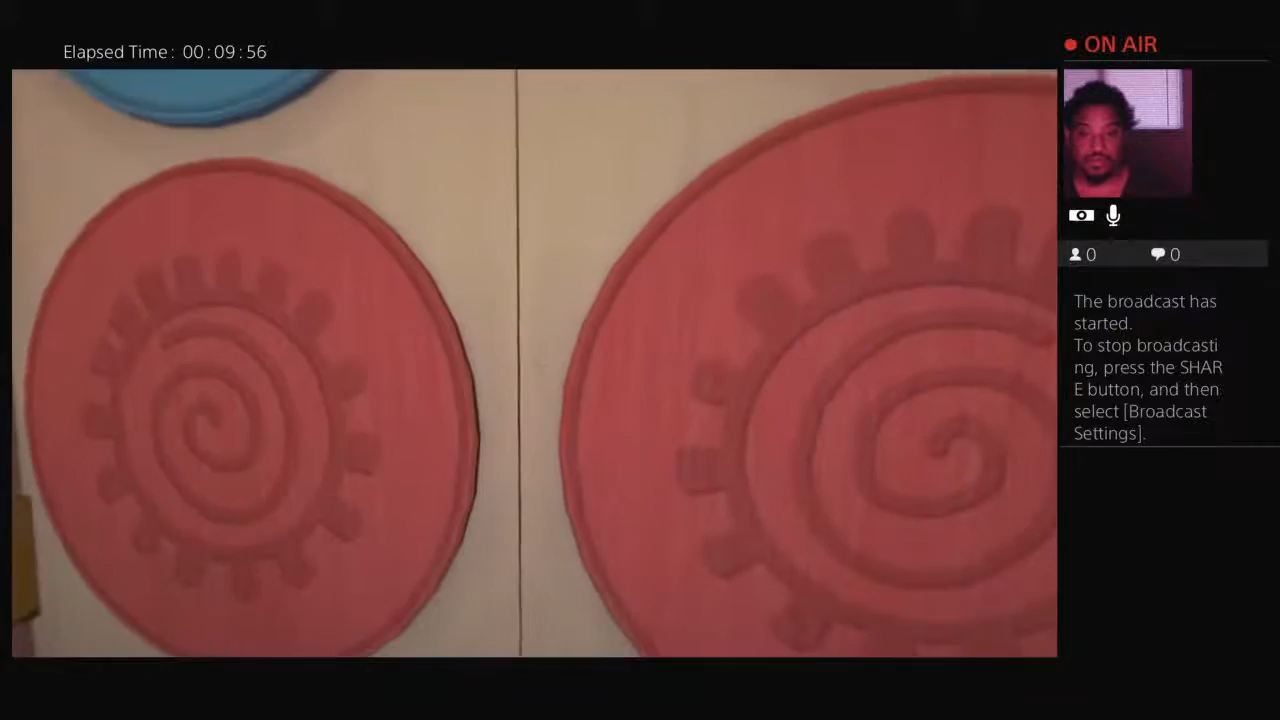 Elapsed Time: 00:09:56
ON AIR
0 0
The broadcast has
started.
To stop broadcasti
ng, press the SHAR
E button, and then
select [Broadcast
Settings].